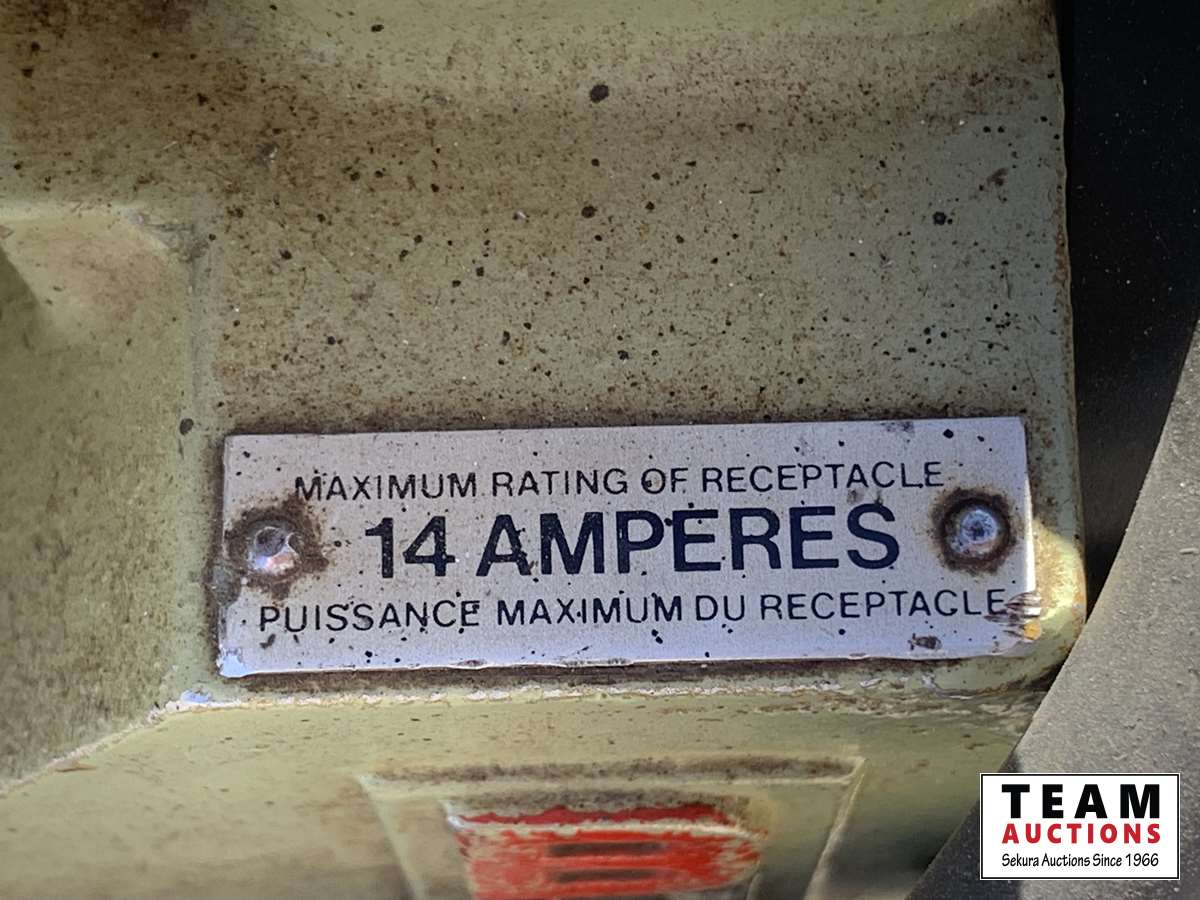 MAXIMUM RATING OF RECEPTACLE
14 AMPERES
PUISSANCE MAXIMUM DU RECEPTACLE
TEAM
AUCTIONS
Sekura Auctions Since 1966